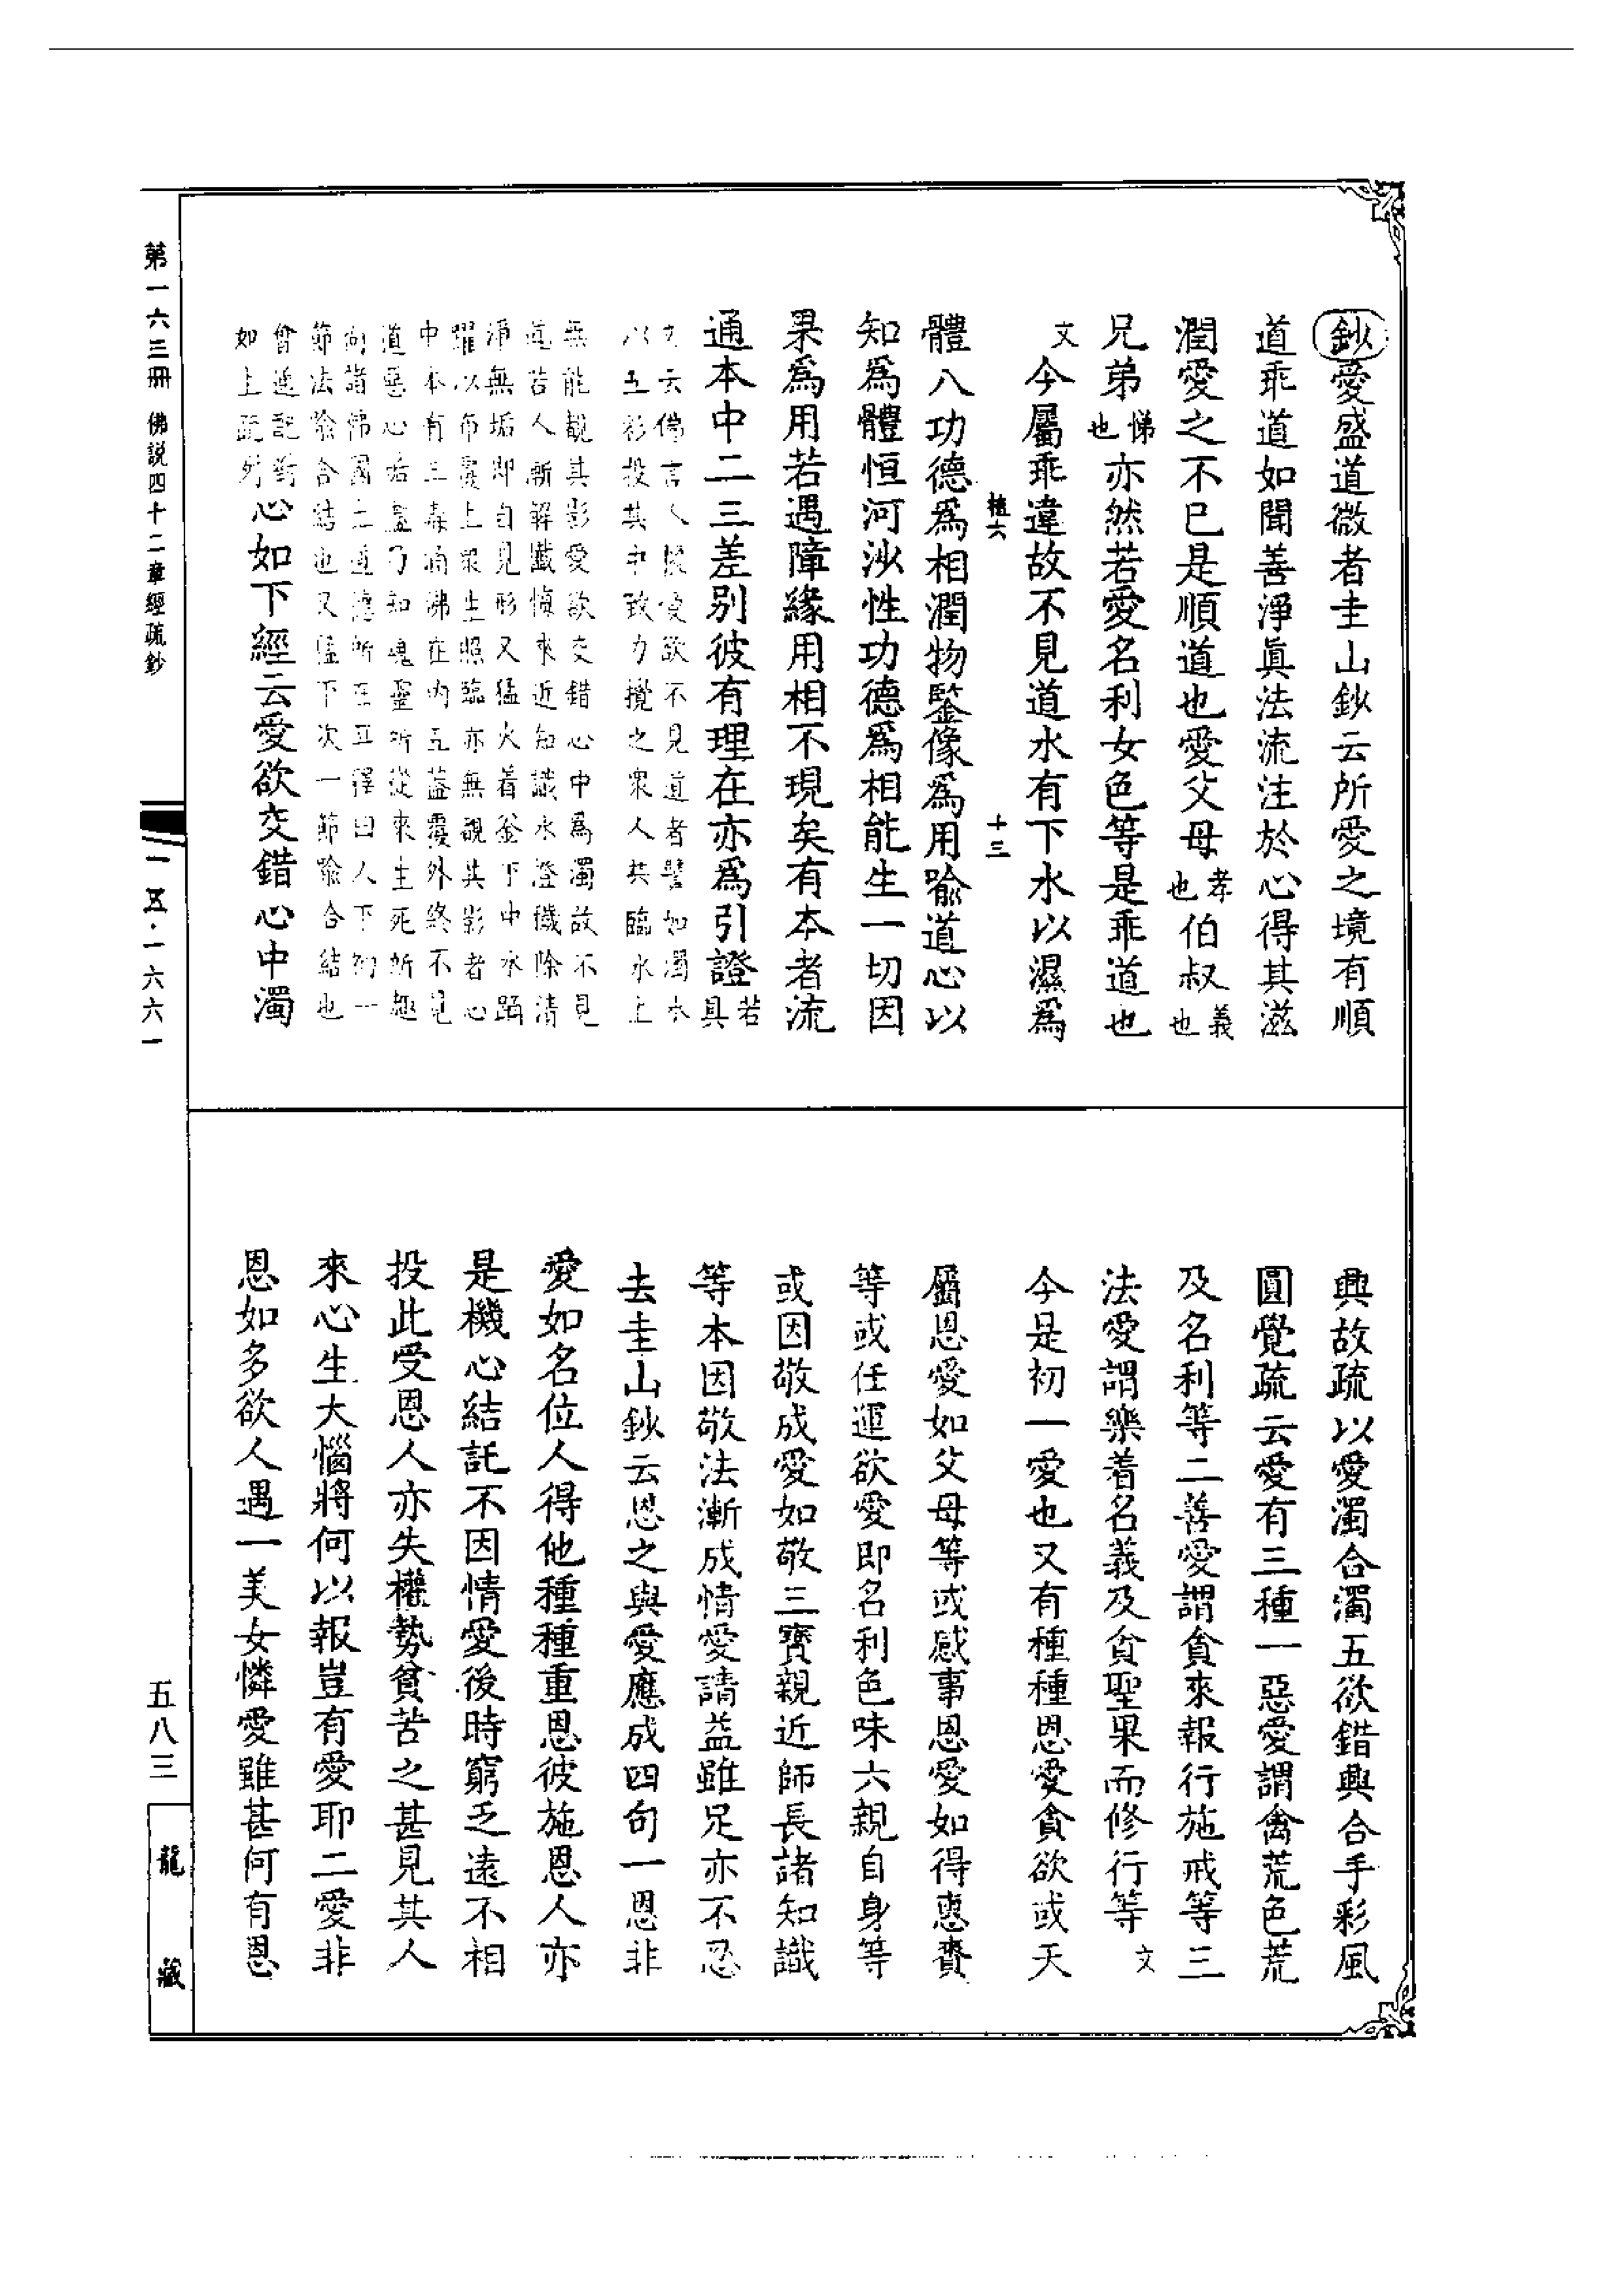 鈔愛盛道微者圭山鈔云所愛之境有順
道乖道如聞善淨眞法流注於心得其滋
潤愛之不已是順道也愛父母孝也伯叔義也
兄弟悌也亦然若愛名利女色等是乖道也
文今屬乖違故不見道水有下水以濕爲
十三
體八功德爲相潤物鑒像爲用喻道心以
知爲體恒河沙性功德爲相能生一切因
果爲用若遇障緣用相不現矣有本者流
通本中二三差別彼有理在亦爲引證若具
云佛言人懷愛欲不見道者譬如濁水
以五彩投其中致力攪之衆人共臨水上
無能覩其影愛欲交錯心中爲濁故不見
道若人漸解懺悔來近知識水澄穢除清
淨無垢即自見形又猛火着釜下中水踊
躍以布覆上衆生照臨亦無覩其影者心
中本有三毒涌沸在內五蓋覆外終不見
道惡心垢盡乃知魂靈所從來生死所趣
向諸佛國土道德所在耳釋曰人下初一
節法喻合結也又猛下次一節喻合結也
如上疏列心如下經云愛欲交錯心中濁
興故疏以愛濁合濁五欲錯興合手彩風
圓覺疏云愛有三種一惡愛謂禽荒色荒
及名利等二善愛謂貪來報行施戒等三
法愛謂樂着名義及貪聖果而修行等文
今是初一愛也又有種種恩愛貪欲或天
屬恩愛如父母等或感事恩愛如得惠賚
等或任運欲愛即名利色味六親自身等
或因敬成愛如敬三寶親近師長諸知識
等本因敬法漸成情愛請益雖足亦不忍
去圭山鈔云恩之與愛應成四句一恩非
愛如名位人得他種種重恩彼施恩人亦
是機心結託不因情愛後時窮乏遠不相
投此受恩人亦失權勢貧苦之甚見其人
來心生大惱將何以報豈有愛耶二愛非
恩如多欲人遇一美女憐愛雖甚何有恩
第一六三冊 佛說四十二章經疏鈔
一五·一六六一
五八三
龍藏